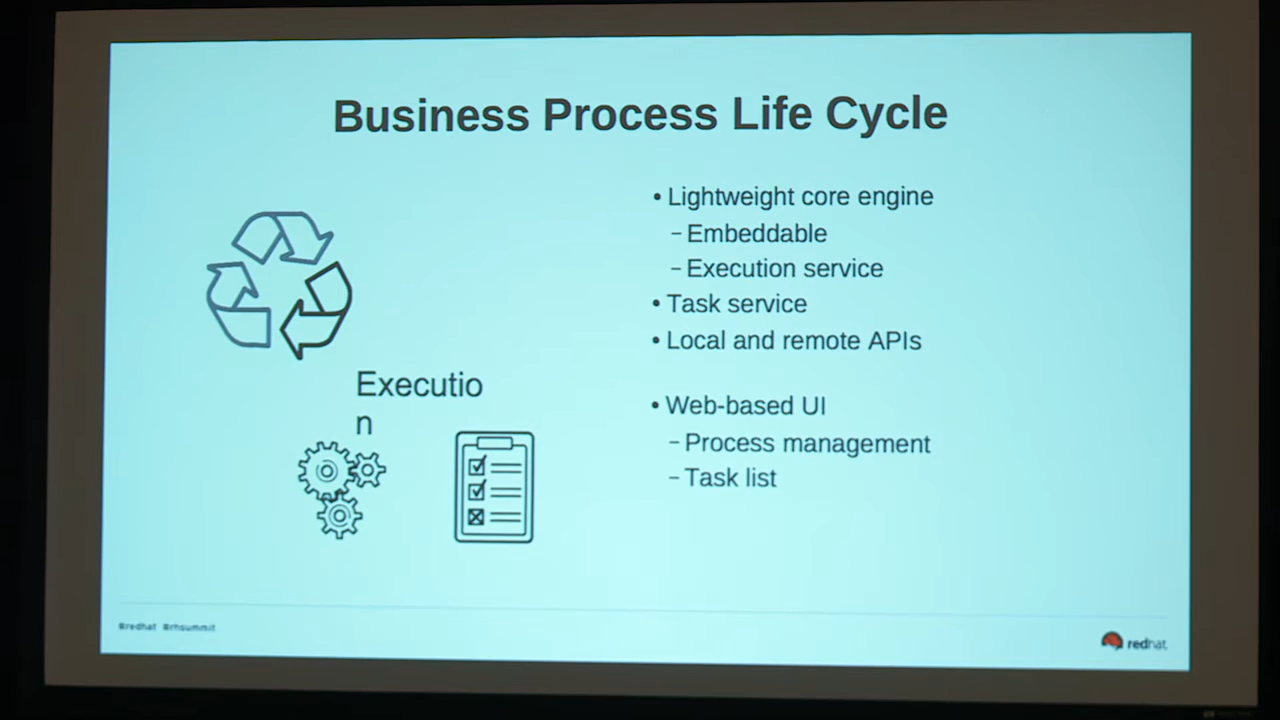 Business Process Life Cycle
• Lightweight core engine
– Embeddable
– Execution service
• Task service
• Local and remote APIs
Executio
n
• Web-based UI
– Process management
– Task list
#redhat #rhsummit
redhat.